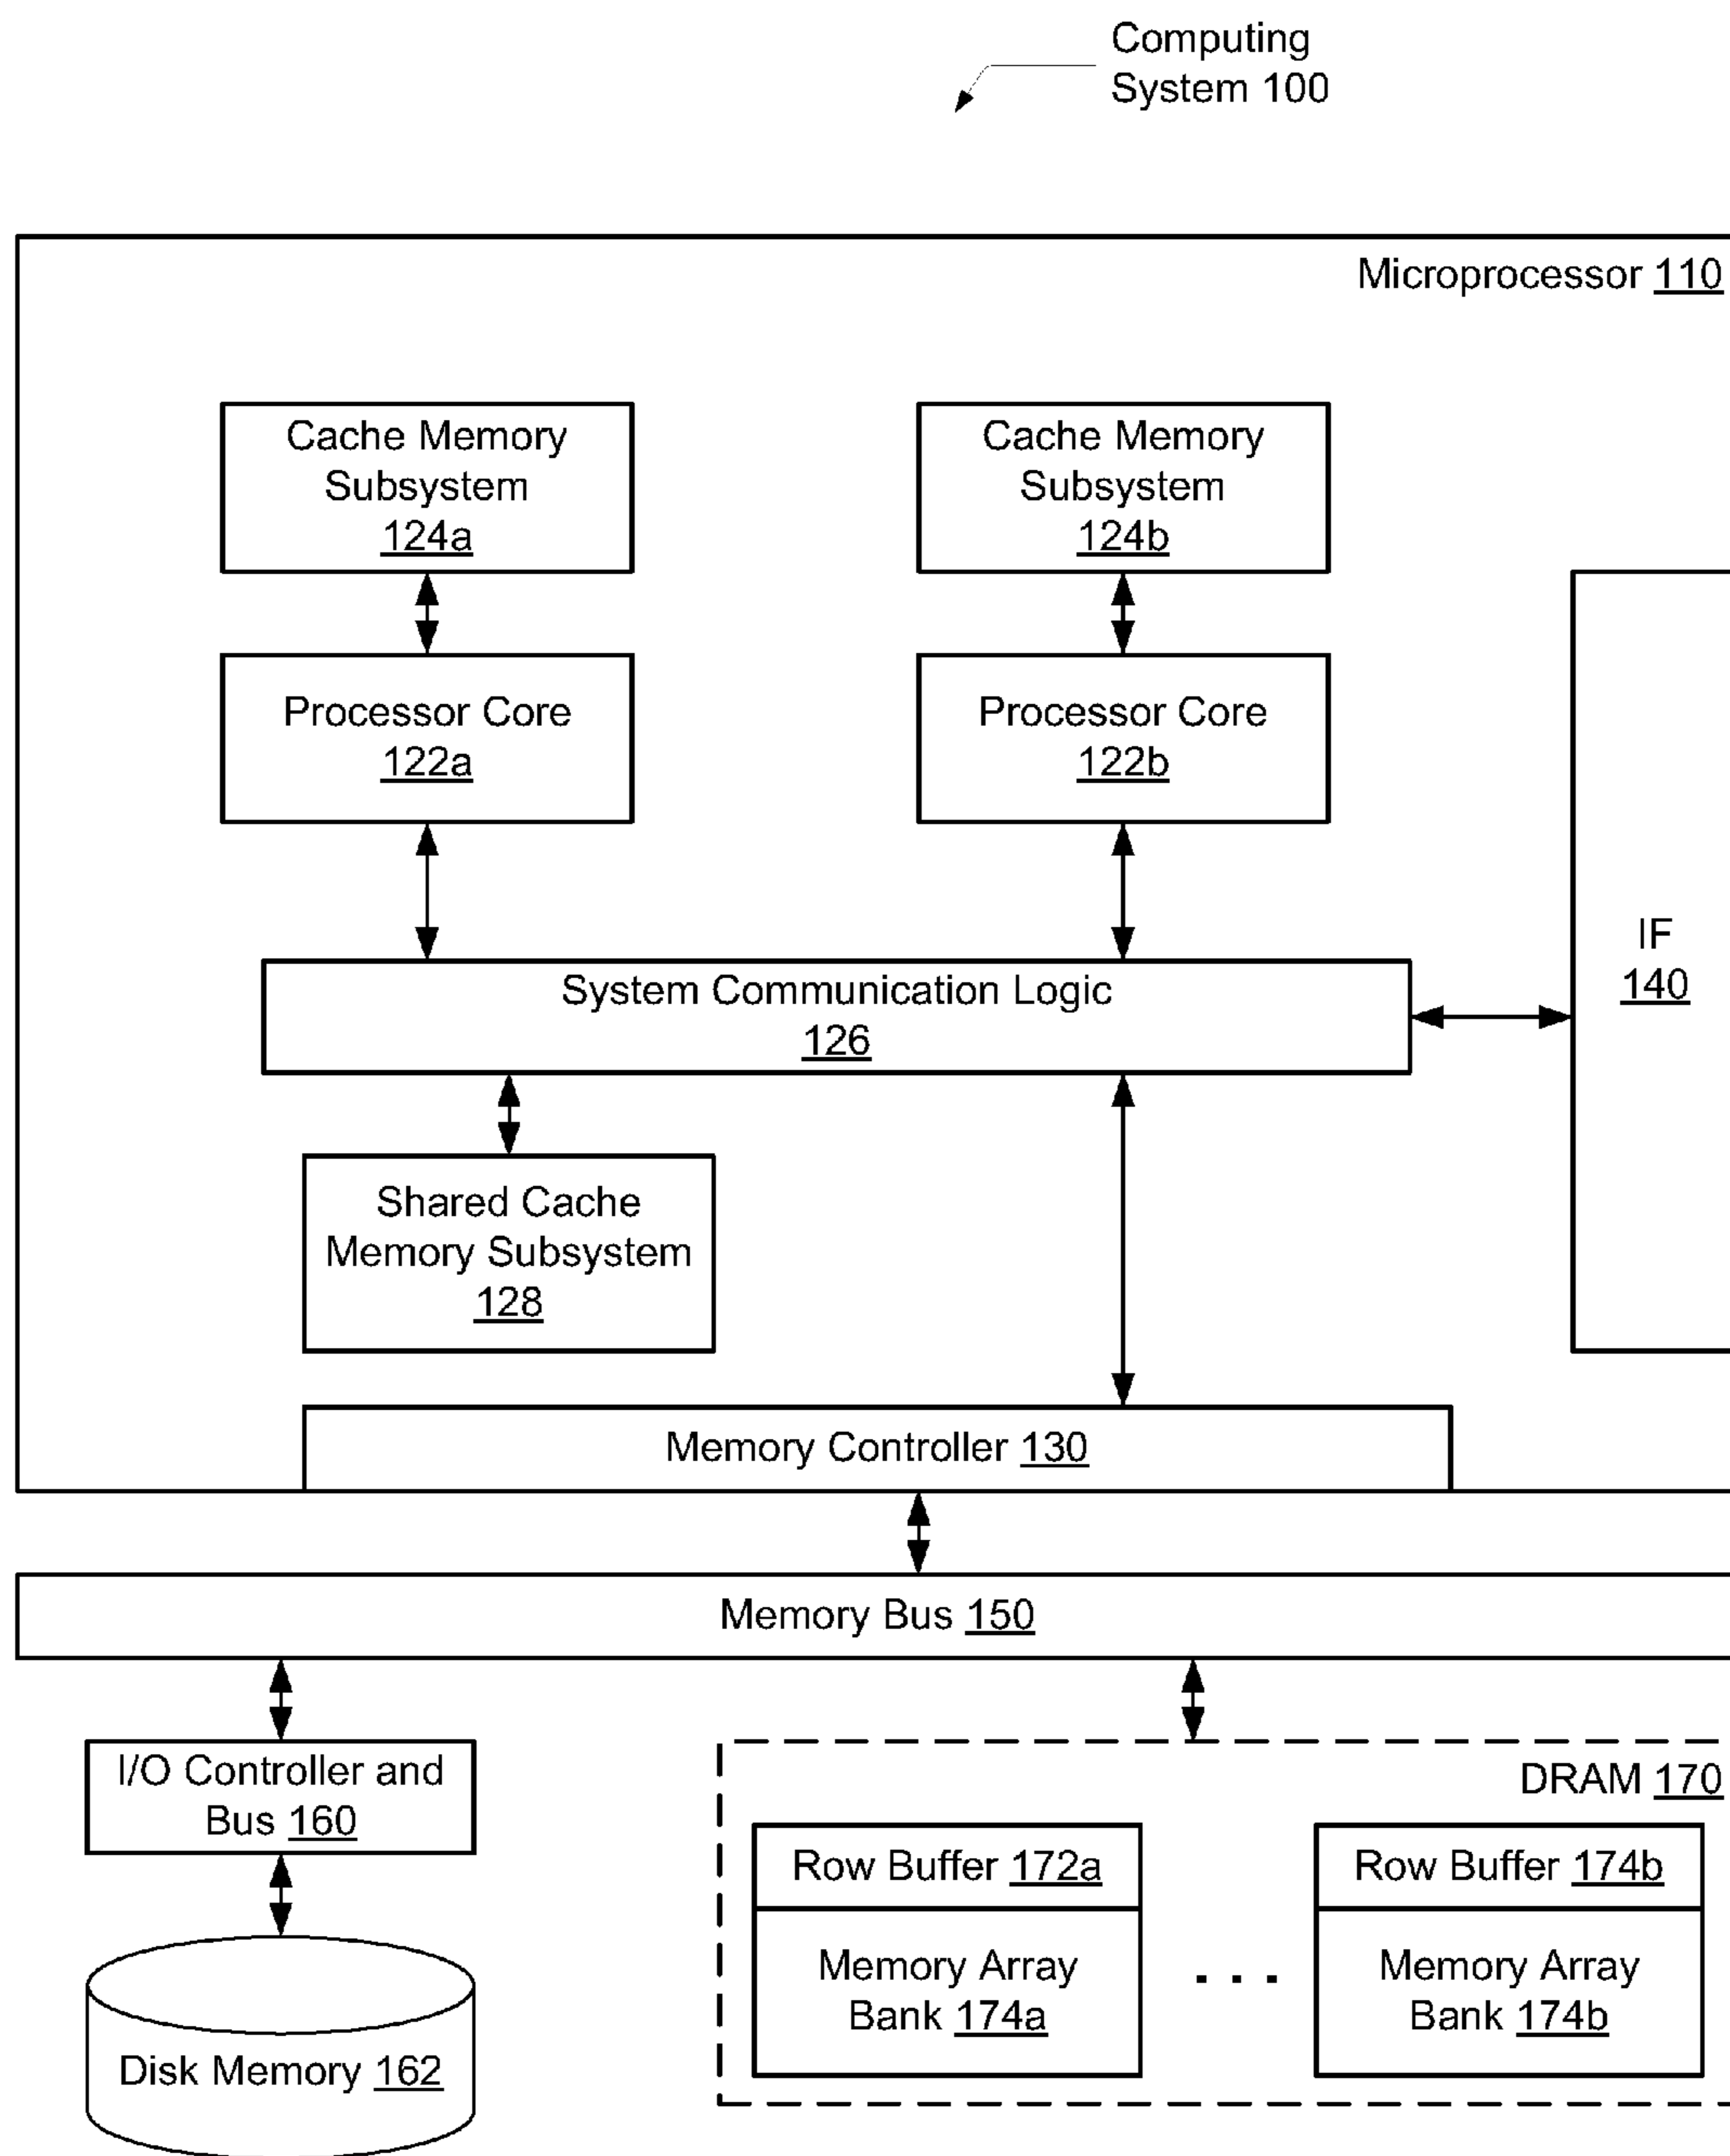 Computing
System 100
Microprocessor 110
Cache Memory
Subsystem
124a
Cache Memory
Subsystem
124b
Processor Core
122a
Processor Core
122b
IF
140
System Communication Logic
126
Shared Cache
Memory Subsystem
128
Memory Controller 130
Memory Bus 150
I/O Controller and
Bus 160
Disk Memory 162
DRAM 170
Row Buffer 172a
Memory Array
Bank 174a
. . .
Row Buffer 174b
Memory Array
Bank 174b